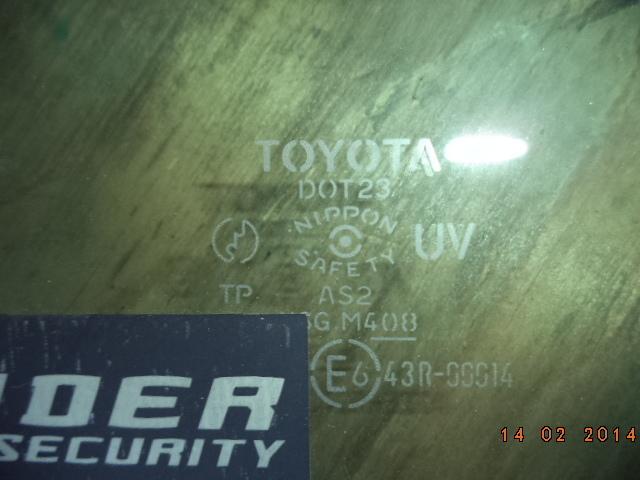 TOYOTA
DOT23
NIPPON
SAFETY
UV
TP AS2
M408
E6 43R-00014
DER
SECURITY
14 02 2014